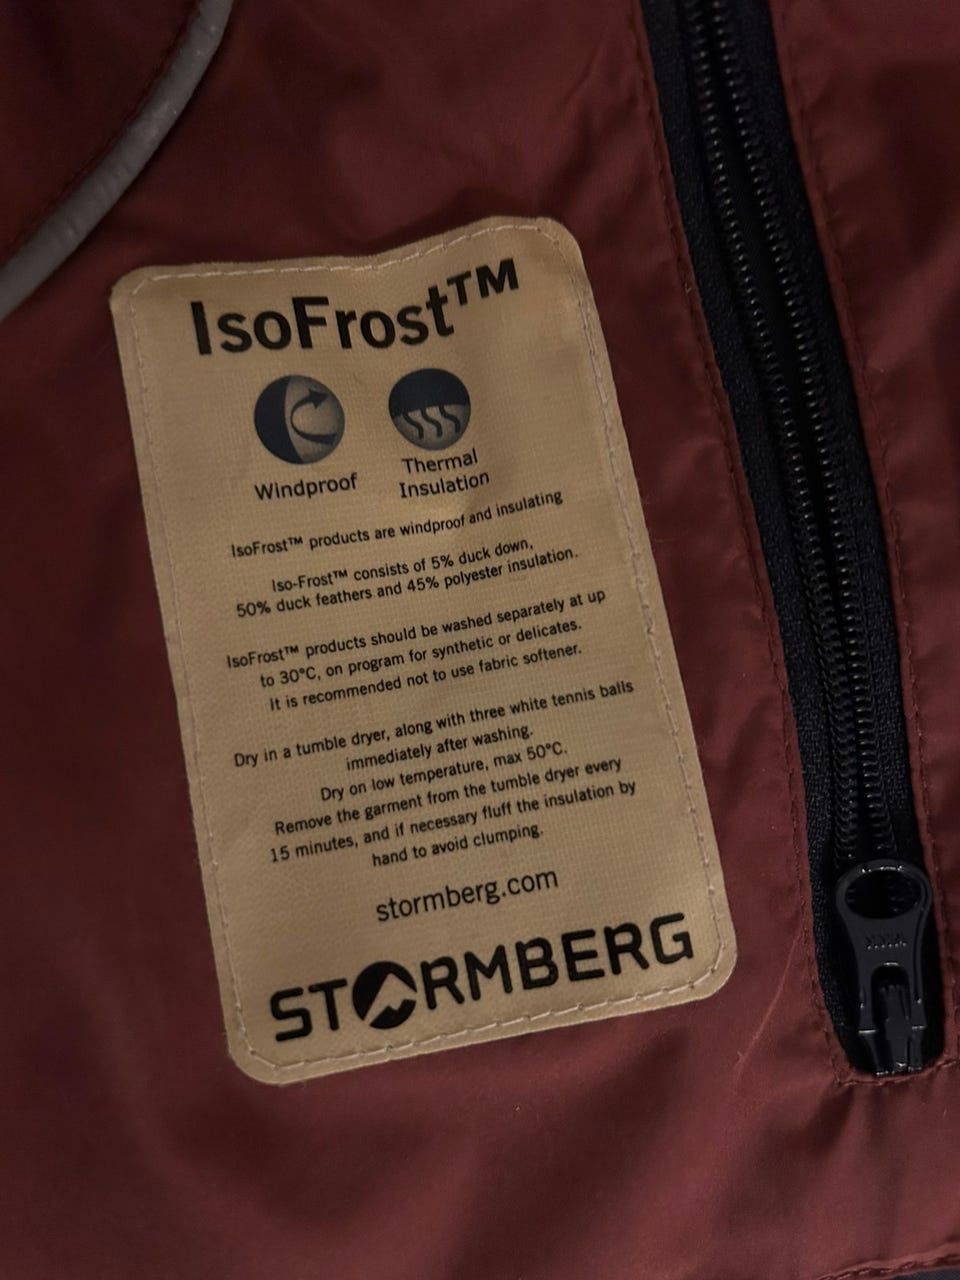 IsoFrost™
Windproof
Thermal
Insulation
IsoFrost™ products are windproof and insulating
Iso-Frost™ consists of 5% duck down,
50% duck feathers and 45% polyester insulation.
IsoFrost™ products should be washed separately at up
to 30°C, on program for synthetic or delicates.
It is recommended not to use fabric softener.
Dry in a tumble dryer, along with three white tennis balls
immediately after washing.
Dry on low temperature, max 50°C.
Remove the garment from the tumble dryer every
15 minutes, and if necessary fluff the insulation by
hand to avoid clumping.
stormberg.com
STORMBERG